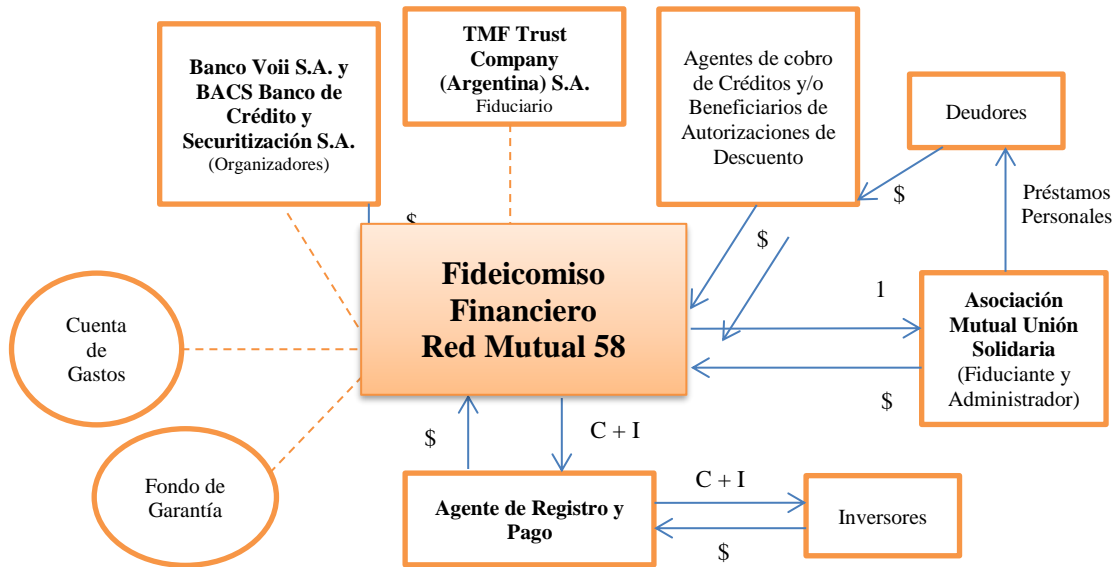 Banco Voii S.A. y
BACS Banco de
Crédito y
Securitización S.A.
(Organizadores)
TMF Trust
Company
(Argentina) S.A.
Fiduciario
Agentes de cobro
de Créditos y/o
Beneficiarios de
Autorizaciones de
Descuento
Deudores
$
Préstamos
Personales
$
Fideicomiso
Financiero
Red Mutual 58
1
Asociación
Mutual Unión
Solidaria
(Fiduciante y
Administrador)
$
Cuenta
de
Gastos
Fondo de
Garantía
$
C + I
Agente de Registro y
Pago
C + I
$
Inversores